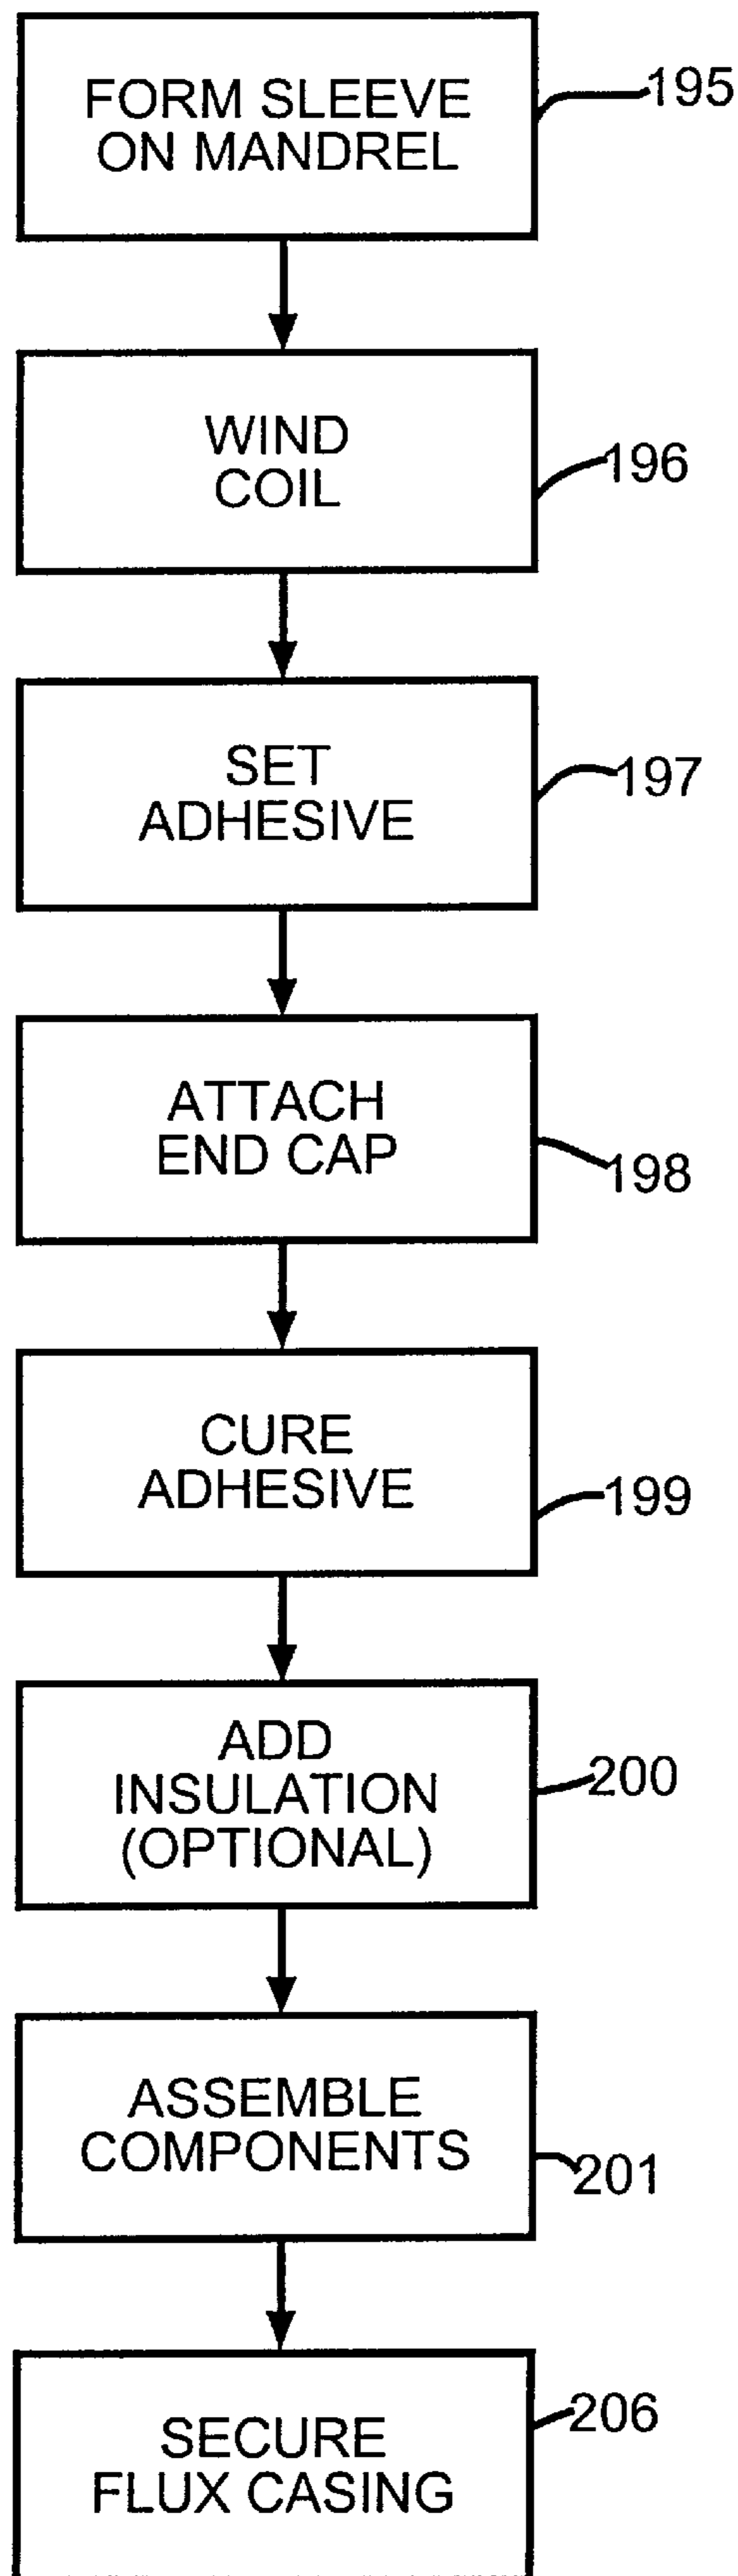 FORM SLEEVE
ON MANDREL
195
WIND
COIL
196
SET
ADHESIVE
197
ATTACH
END CAP
198
CURE
ADHESIVE
199
ADD
INSULATION
(OPTIONAL)
200
ASSEMBLE
COMPONENTS
201
SECURE
FLUX CASING
206